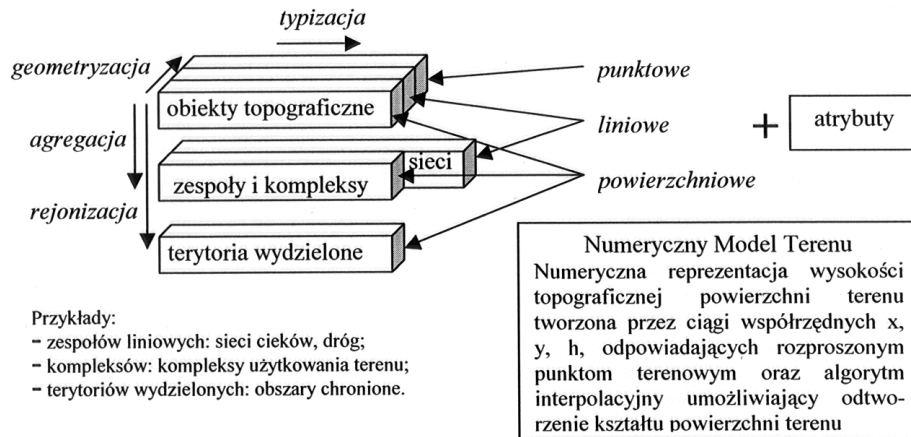 typizacja
geometryzacja
punktowe
obiekty topograficzne
liniowe
+
atrybuty
agregacja
sieci
zespoły i kompleksy
powierzchniowe
rejonizacja
terytoria wydzielone
Numeryczny Model Terenu
Numeryczna reprezentacja wysokości
topograficznej powierzchni terenu
tworzona przez ciągi współrzędnych x,
y, h, odpowiadających rozproszonym
punktom terenowym oraz algorytm
interpolacyjny umożliwiający odtwo-
rzenie kształtu powierzchni terenu
Przykłady:
– zespołów liniowych: sieci cieków, dróg;
– kompleksów: kompleksy użytkowania terenu;
– terytoriów wydzielonych: obszary chronione.